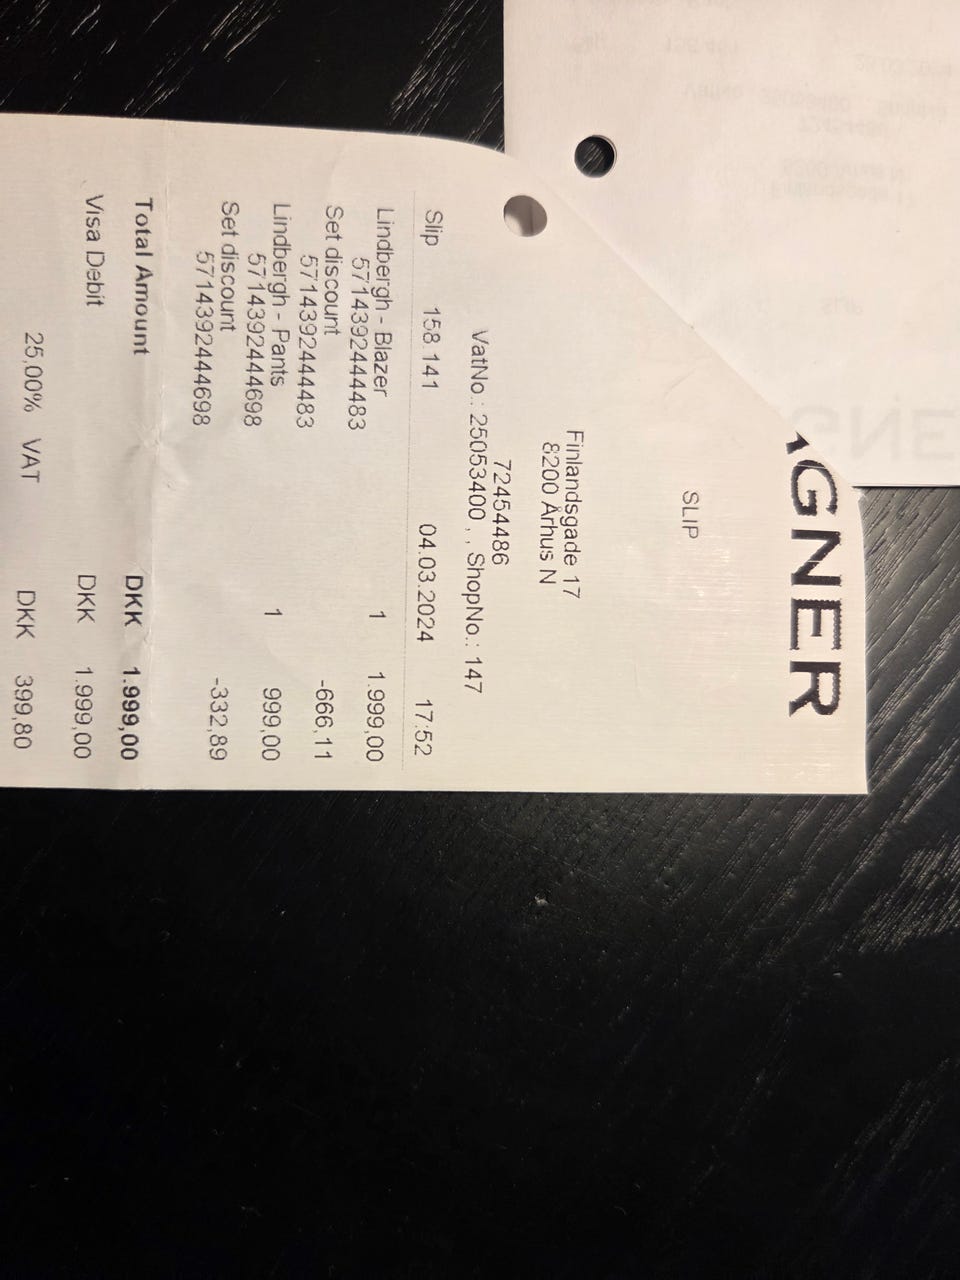 AGNER
SLIP
Finlandsgade 17
8200 Århus N
72454486
VatNo.: 25053400 , , ShopNo.: 147
Slip 158.141 04.03.2024 17:52
Lindbergh - Blazer 1 1.999,00
5714392444483
Set discount -666,11
5714392444483
Lindbergh - Pants 1 999,00
5714392444698
Set discount -332,89
5714392444698
Total Amount DKK 1.999,00
Visa Debit DKK 1.999,00
25,00% VAT DKK 399,80